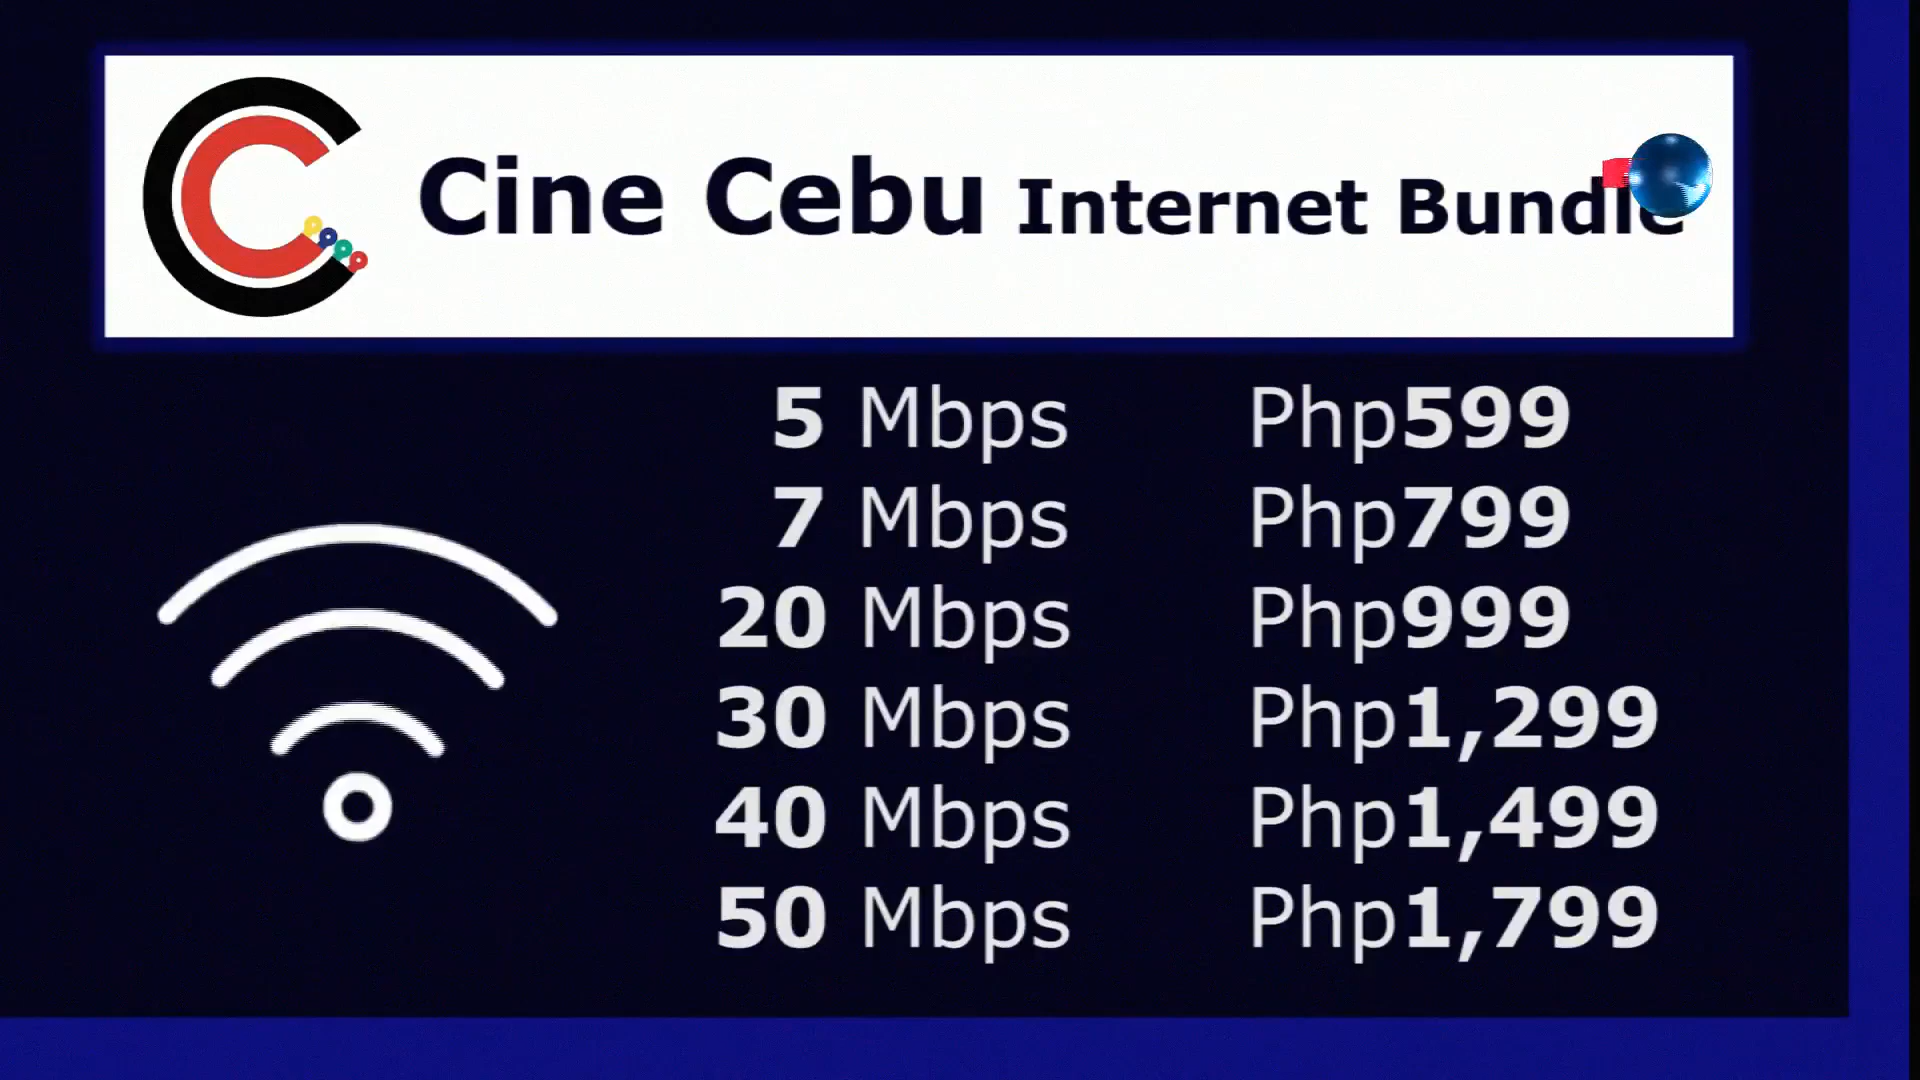 Cine Cebu Internet Bundle
5 Mbps Php599
7 Mbps Php799
20 Mbps Php999
30 Mbps Php1,299
40 Mbps Php1,499
50 Mbps Php1,799